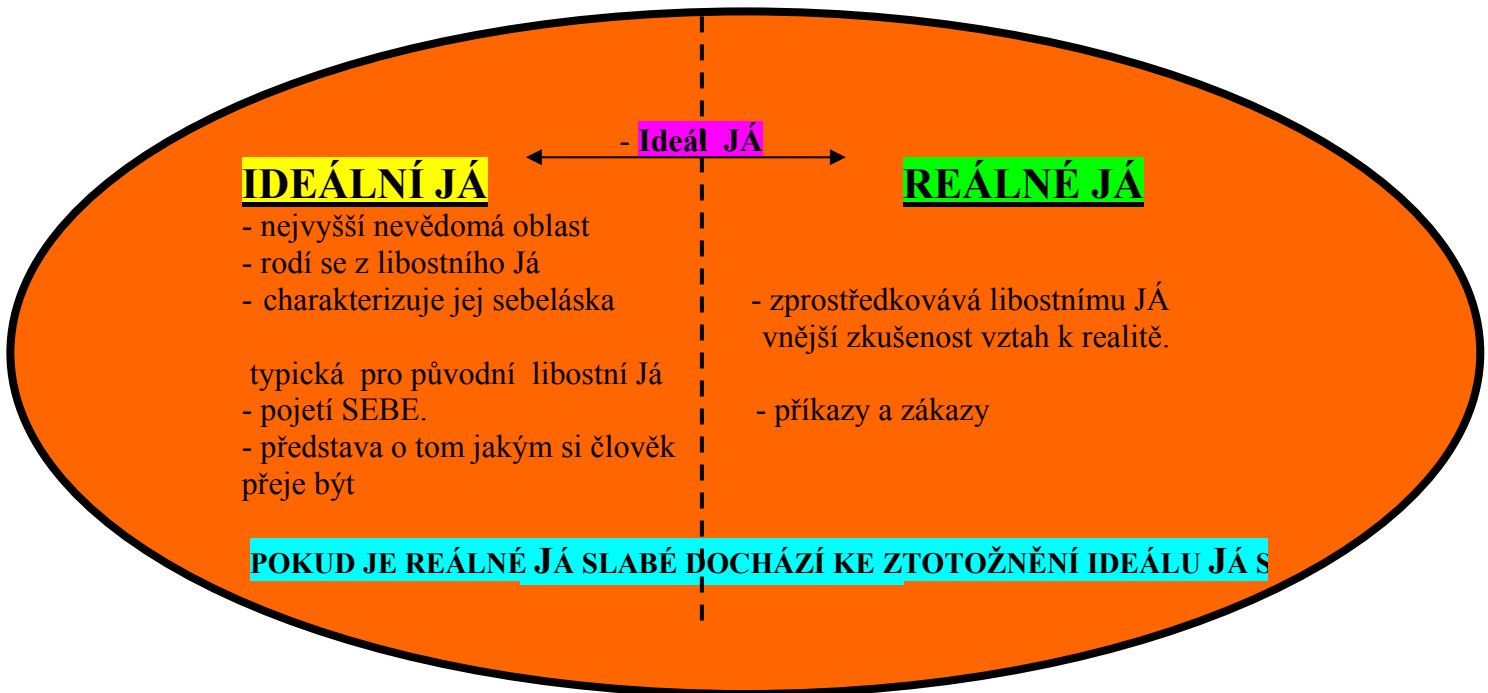 - Ideál JÁ
IDEÁLNÍ JÁ
- nejvyšší nevědomá oblast
- rodí se z libostního Já
- charakterizuje jej sebeláska
typická pro původní libostní Já
- pojetí SEBE.
- představa o tom jakým si člověk
přeje být
REÁLNÉ JÁ
- zprostředkovává libostnímu JÁ
vnější zkušenost vztah k realitě.
- příkazy a zákazy
POKUD JE REÁLNÉ JÁ SLABÉ DOCHÁZÍ KE ZTOTOŽNĚNÍ IDEÁLU JÁ S